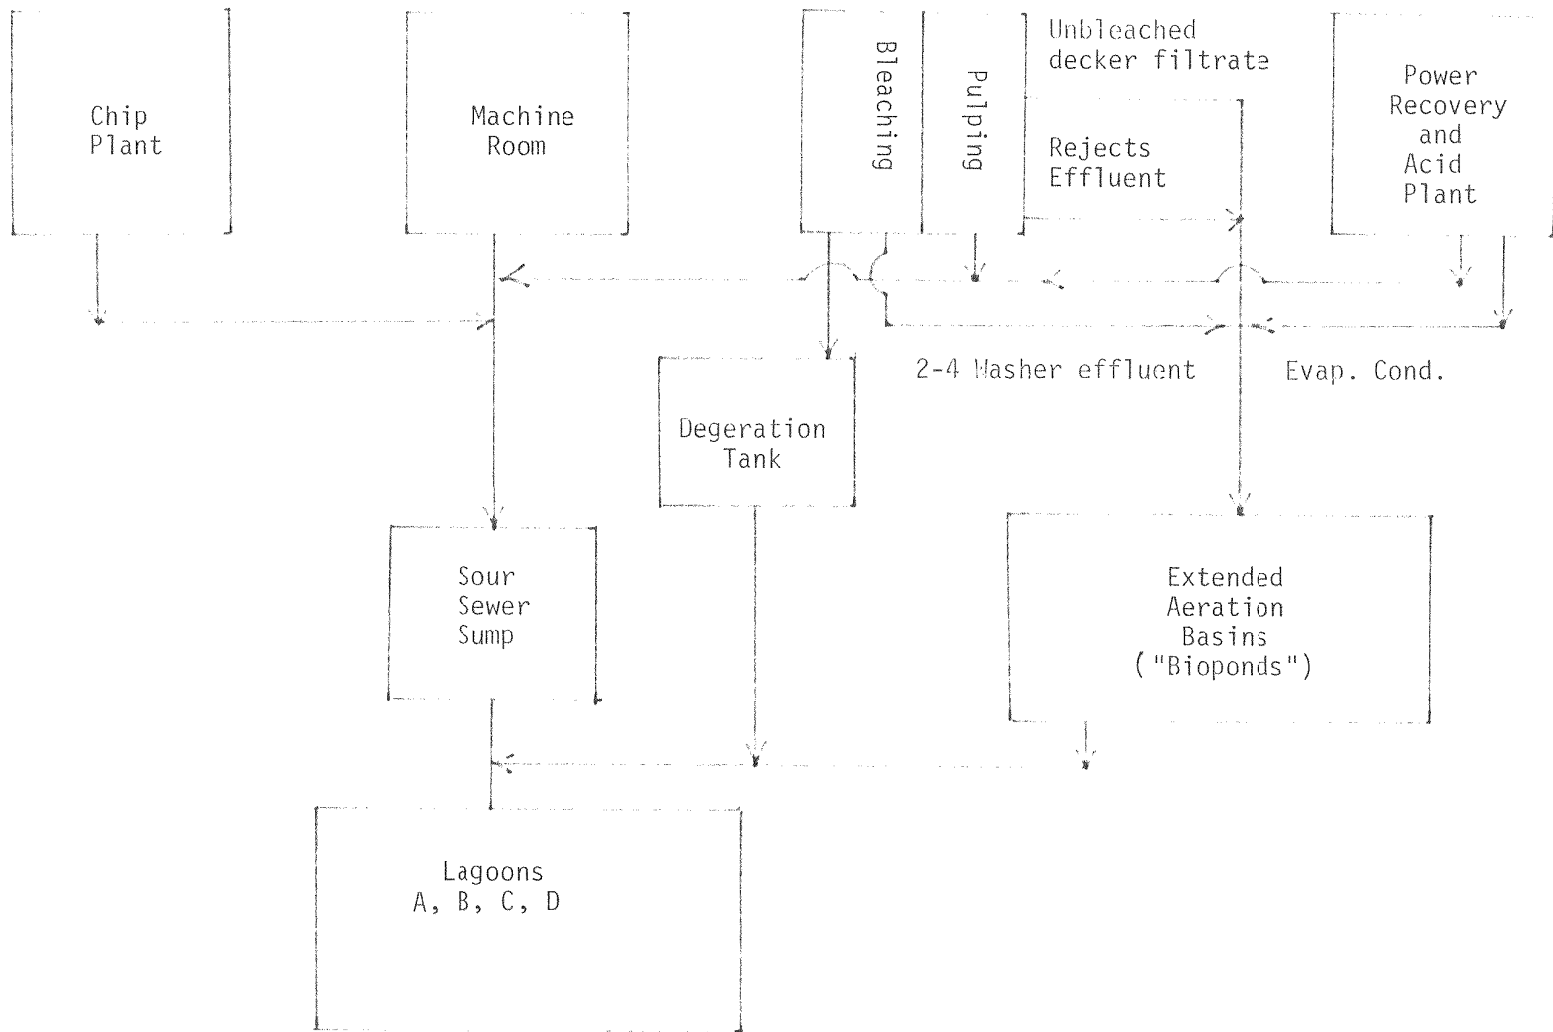 Chip
Plant
Machine
Room
Bleaching
Pulping
Unbleached
decker filtrate
Rejects
Effluent
Power
Recovery
and
Acid
Plant
2-4 Washer effluent
Evap. Cond.
Degeration
Tank
Sour
Sewer
Sump
Extended
Aeration
Basins
("Bioponds")
Lagoons
A, B, C, D